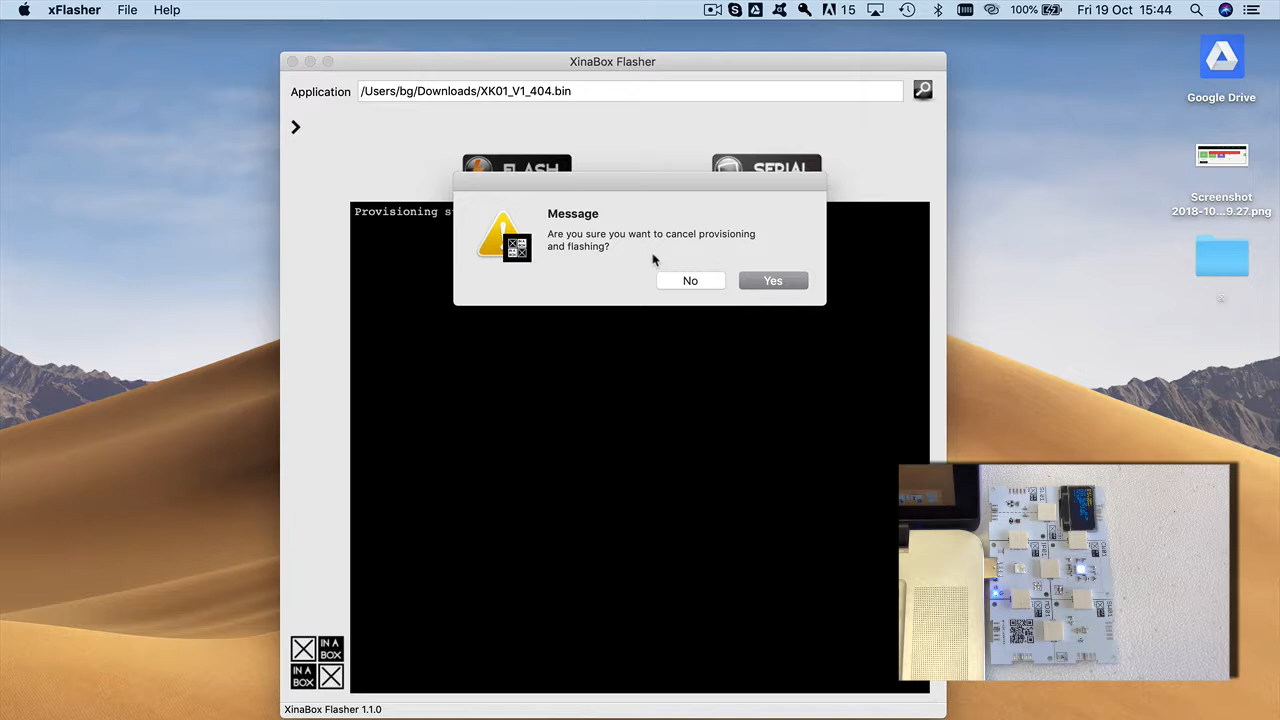 xFlasher File Help 15 100% Fri 19 Oct 15:44
XinaBox Flasher
Application /Users/bg/Downloads/XK01_V1_404.bin
Google Drive
FLASH SERIAL
Screenshot
2018-10...9.27.png
Message
Are you sure you want to cancel provisioning
and flashing?
No Yes
IN A
BOX
IN A
BOX
XinaBox Flasher 1.1.0